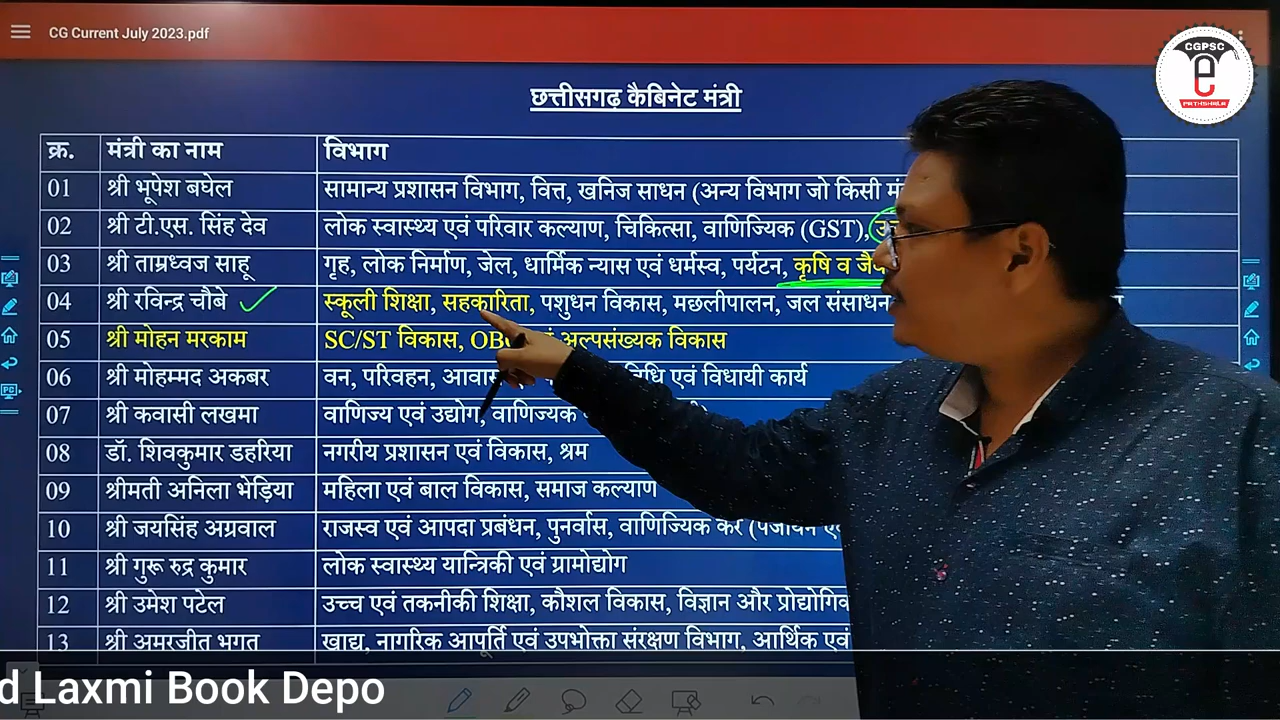 CG Current July 2023.pdf
CGPSC
e
PATHSHALA
छत्तीसगढ़ कैबिनेट मंत्री
क्र. मंत्री का नाम विभाग
01 श्री भूपेश बघेल सामान्य प्रशासन विभाग, वित्त, खनिज साधन (अन्य विभाग जो किसी
02 श्री टी.एस. सिंह देव लोक स्वास्थ्य एवं परिवार कल्याण, चिकित्सा, वाणिज्यिक (GST),
03 श्री ताम्रध्वज साहू गृह, लोक निर्माण, जेल, धार्मिक न्यास एवं धर्मस्व, पर्यटन, कृषि व
04 श्री रविन्द्र चौबे स्कूली शिक्षा, सहकारिता, पशुधन विकास, मछलीपालन, जल संसाधन
05 श्री मोहन मरकाम SC/ST विकास, अल्पसंख्यक विकास
06 श्री मोहम्मद अकबर वन, परिवहन, एवं विधायी कार्य
07 श्री कवासी लखमा वाणिज्य एवं उद्योग, वाणिज्यिक
08 डॉ. शिवकुमार डहरिया नगरीय प्रशासन एवं विकास, श्रम
09 श्रीमती अनिला भेड़िया महिला एवं बाल विकास, समाज कल्याण
10 श्री जयसिंह अग्रवाल राजस्व एवं आपदा प्रबंधन, पुनर्वास, वाणिज्यिक कर
11 श्री गुरू रुद्र कुमार लोक स्वास्थ्य यान्त्रिकी एवं ग्रामोद्योग
12 श्री उमेश पटेल उच्च एवं तकनीकी शिक्षा, कौशल विकास, विज्ञान और
13 श्री अमरजीत भगत खाद्य, नागरिक आपूर्ति एवं उपभोक्ता संरक्षण विभाग, आर्थिक एवं
d Laxmi Book Depo